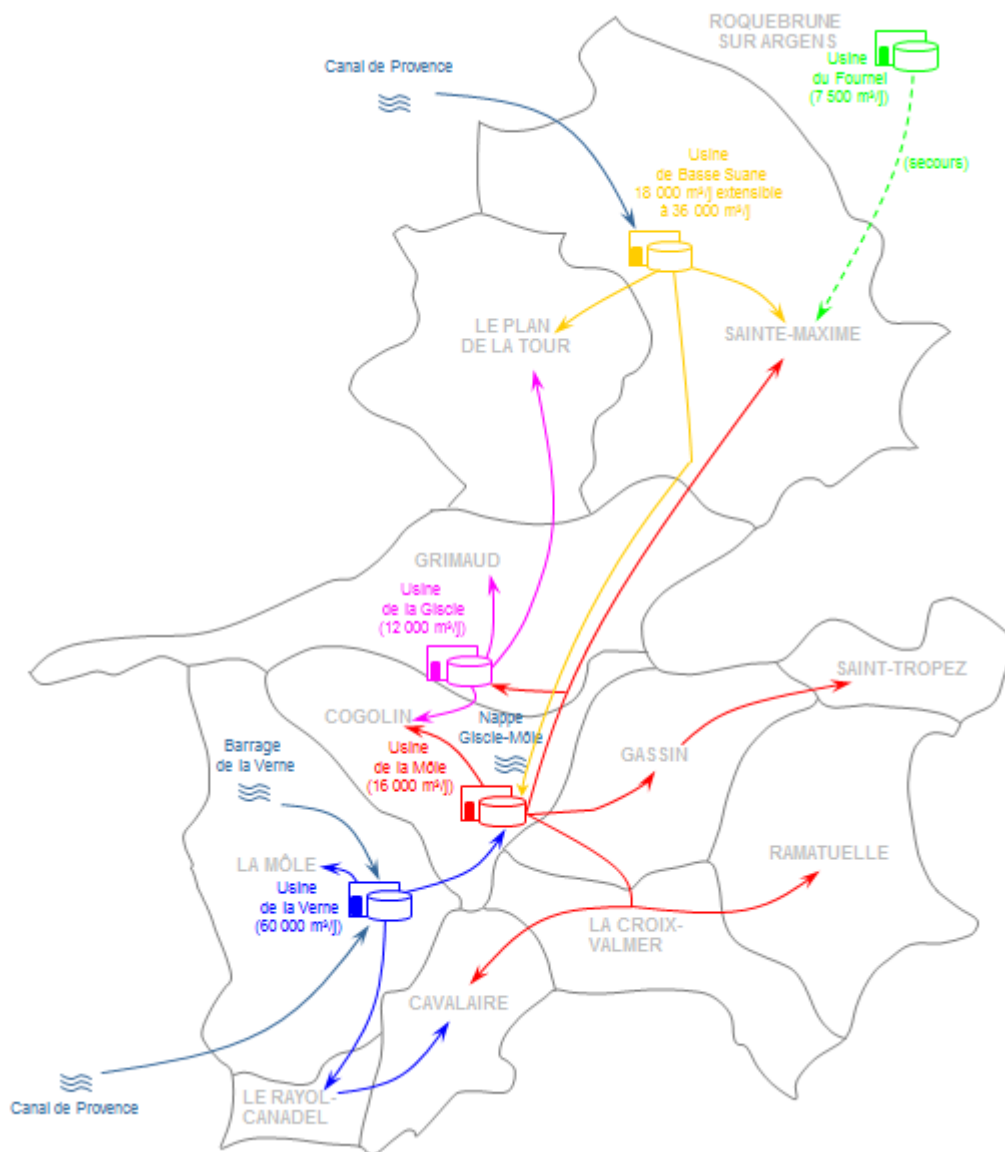 ROQUEBRUNE
SUR ARGENS
Usine
du Fournel
(7 500 m³/j)
Canal de Provence
(secours)
Usine
de Basse Suane
18 000 m³/j extensible
à 36 000 m³/j
LE PLAN
DE LA TOUR
SAINTE-MAXIME
GRIMAUD
Usine
de la Giscle
(12 000 m³/j)
SAINT-TROPEZ
COGOLIN
Nappe
Giscle-Môle
Barrage
de la Verne
Usine
de la Môle
(16 000 m³/j)
GASSIN
LA MÔLE
RAMATUELLE
Usine
de la Verne
(60 000 m³/j)
LA CROIX-
VALMER
CAVALAIRE
LE RAYOL-
CANADEL
Canal de Provence